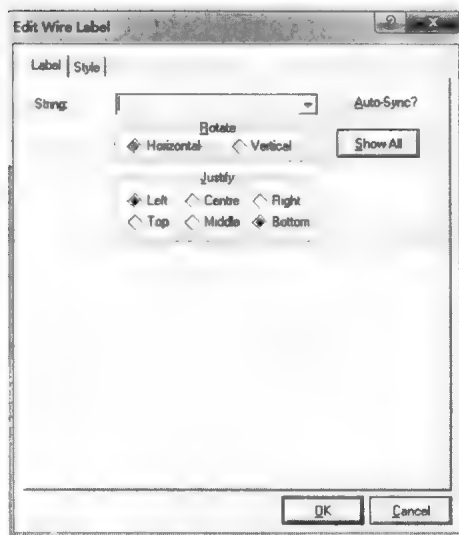 Edit Wire Label
Label Style
String: Auto-Sync?
Rotate
Horizontal Vertical Show All
Justify
Left Centre Right
Top Middle Bottom
OK Cancel